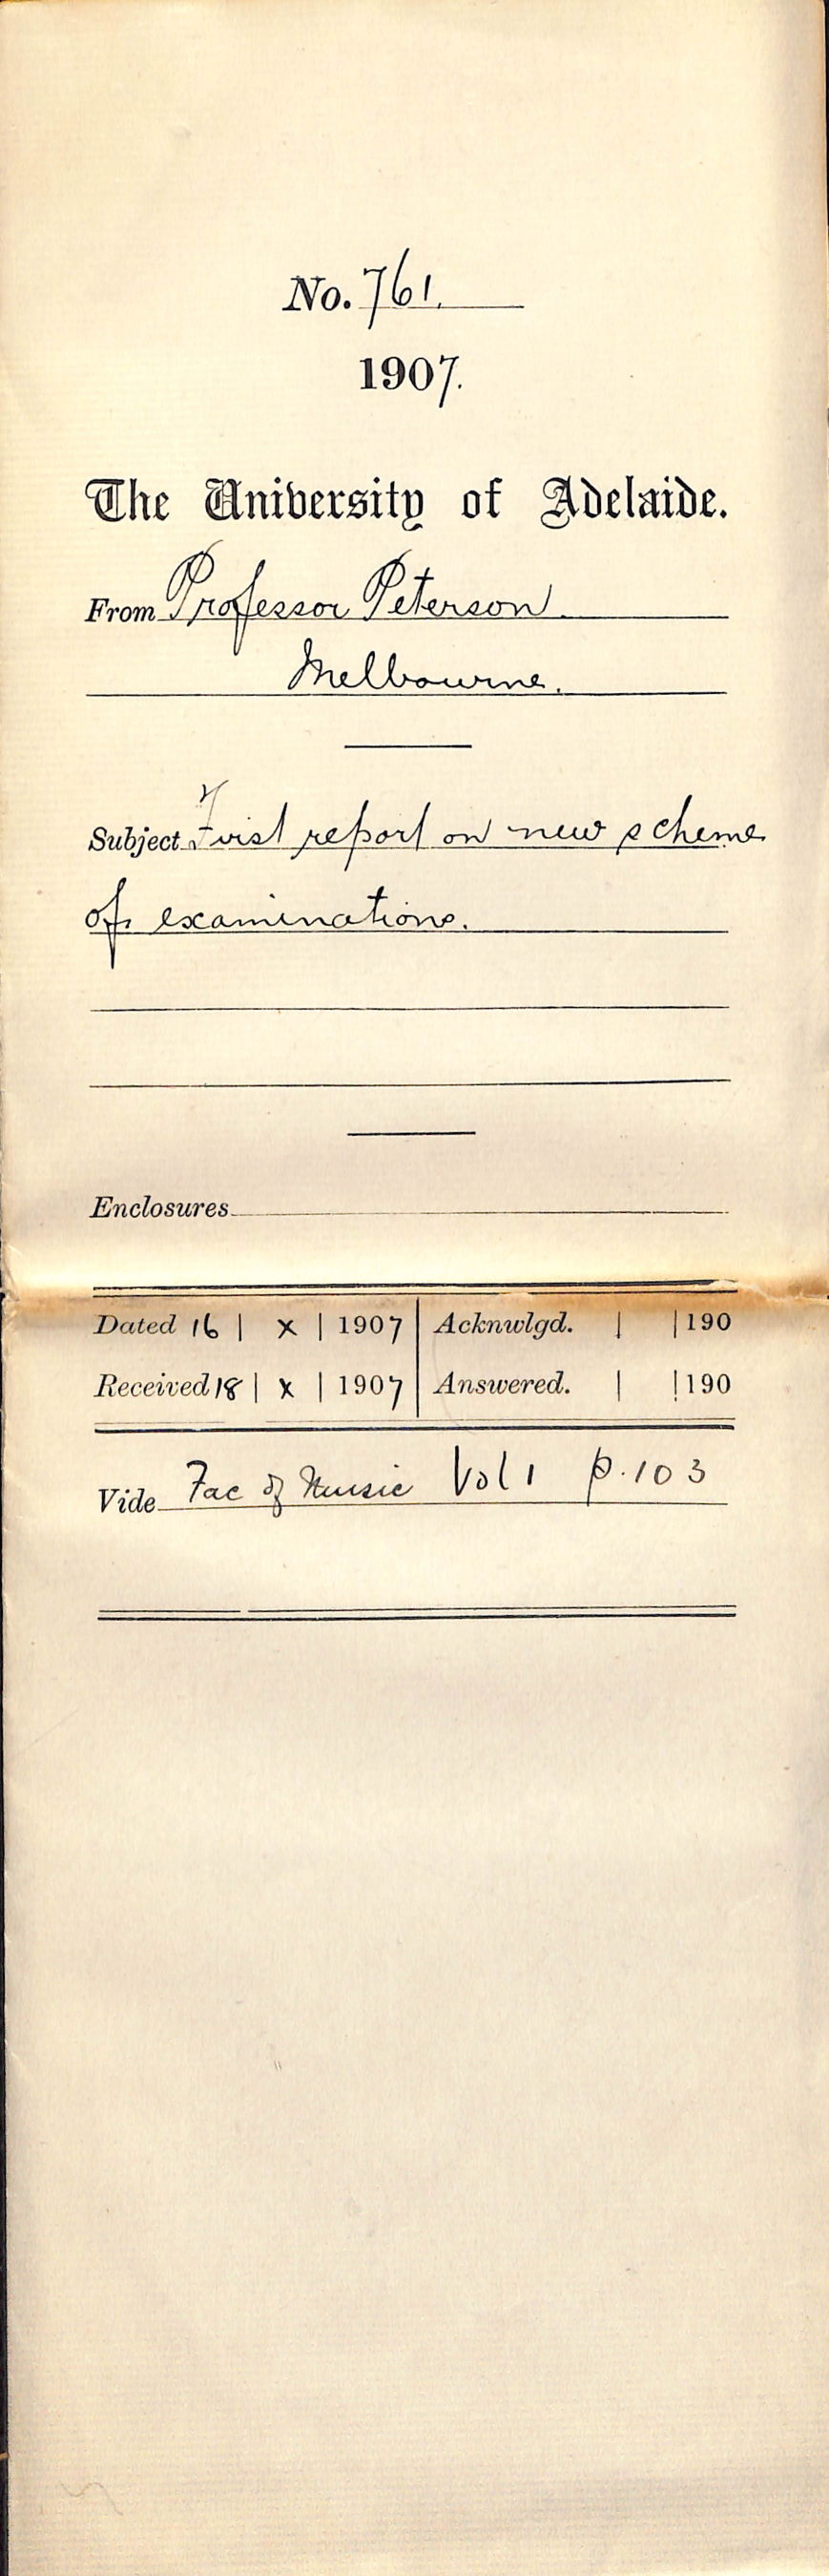 No. 761.
1907.
The University of Adelaide.
From Professor Peterson.
Melbourne.
Subject First report on new scheme
of examinations.
Enclosures
Dated 16 | x | 1907 | Acknwlgd. | | 190
Received 18 | x | 1907 | Answered. | | 190
Vide Fac of Music Vol 1 p. 103